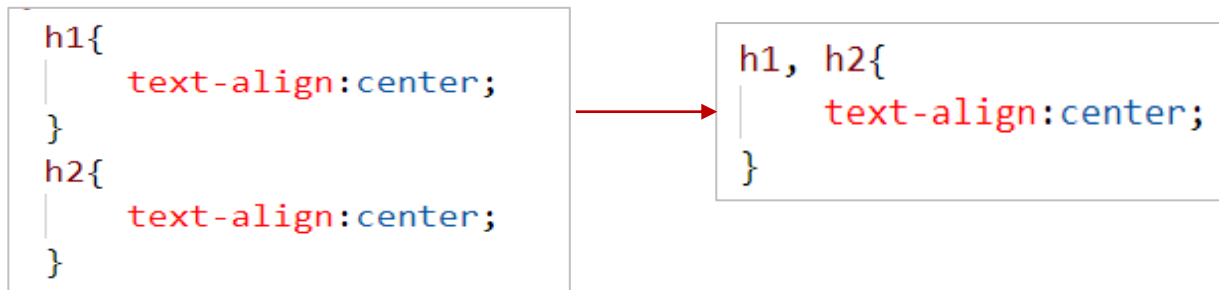 h1{
text-align:center;
}
h2{
text-align:center;
}
h1, h2{
text-align:center;
}